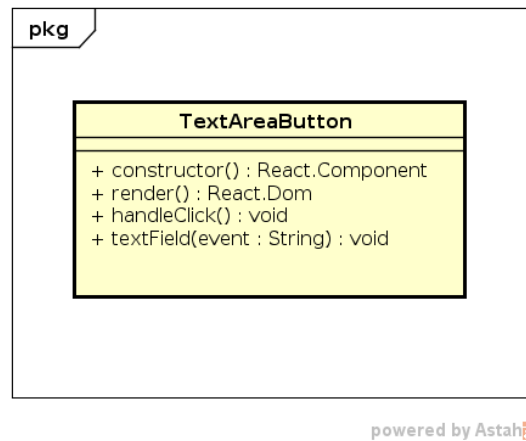 pkg
TextAreaButton
+ constructor() : React.Component
+ render() : React.Dom
+ handleClick() : void
+ textField(event : String) : void
powered by Astah